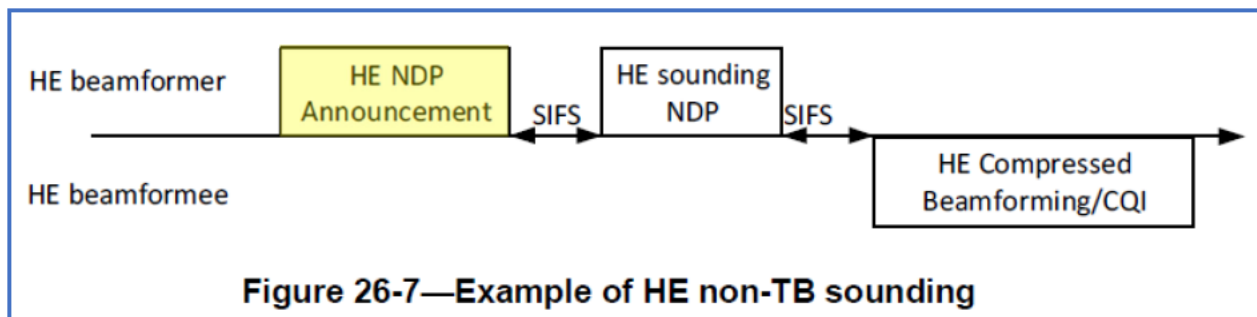 HE beamformer
HE NDP
Announcement
SIFS
HE sounding
NDP
SIFS
HE beamformee
HE Compressed
Beamforming/CQI
Figure 26-7—Example of HE non-TB sounding